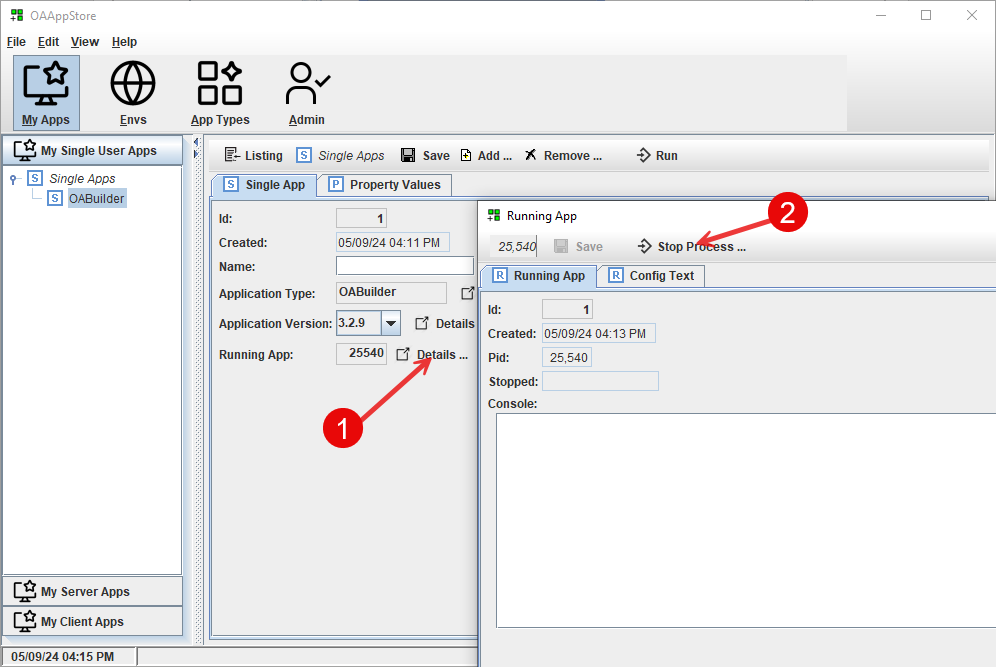 OAAppStore
File Edit View Help
My Apps Envs App Types Admin
My Single User Apps
S Single Apps
S OABuilder
My Server Apps
My Client Apps
Listing S Single Apps Save Add ... Remove ... Run
S Single App P Property Values
Id: 1
Created: 05/09/24 04:11 PM
Name:
Application Type: OABuilder
Application Version: 3.2.9 Details
Running App: 25540 Details ...
1
Running App
2
25,540 Save Stop Process ...
R Running App R Config Text
Id: 1
Created: 05/09/24 04:13 PM
Pid: 25,540
Stopped:
Console:
05/09/24 04:15 PM